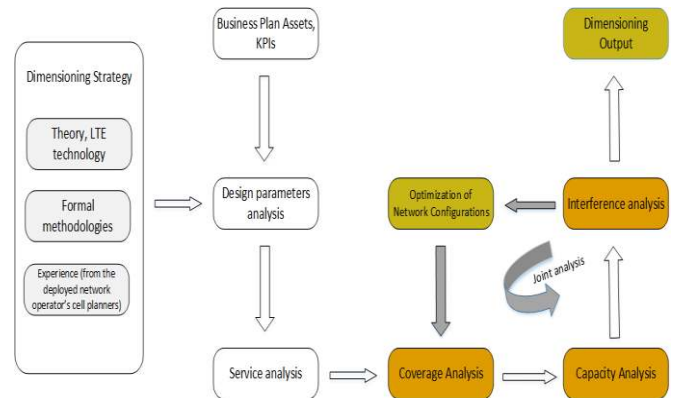 Dimensioning Strategy
Theory, LTE
technology
Formal
methodologies
Experience (from the
deployed network
operator's cell planners)
Business Plan Assets,
KPIs
Design parameters
analysis
Service analysis
Optimization of
Network Configurations
Coverage Analysis
Dimensioning
Output
Interference analysis
Joint analysis
Capacity Analysis